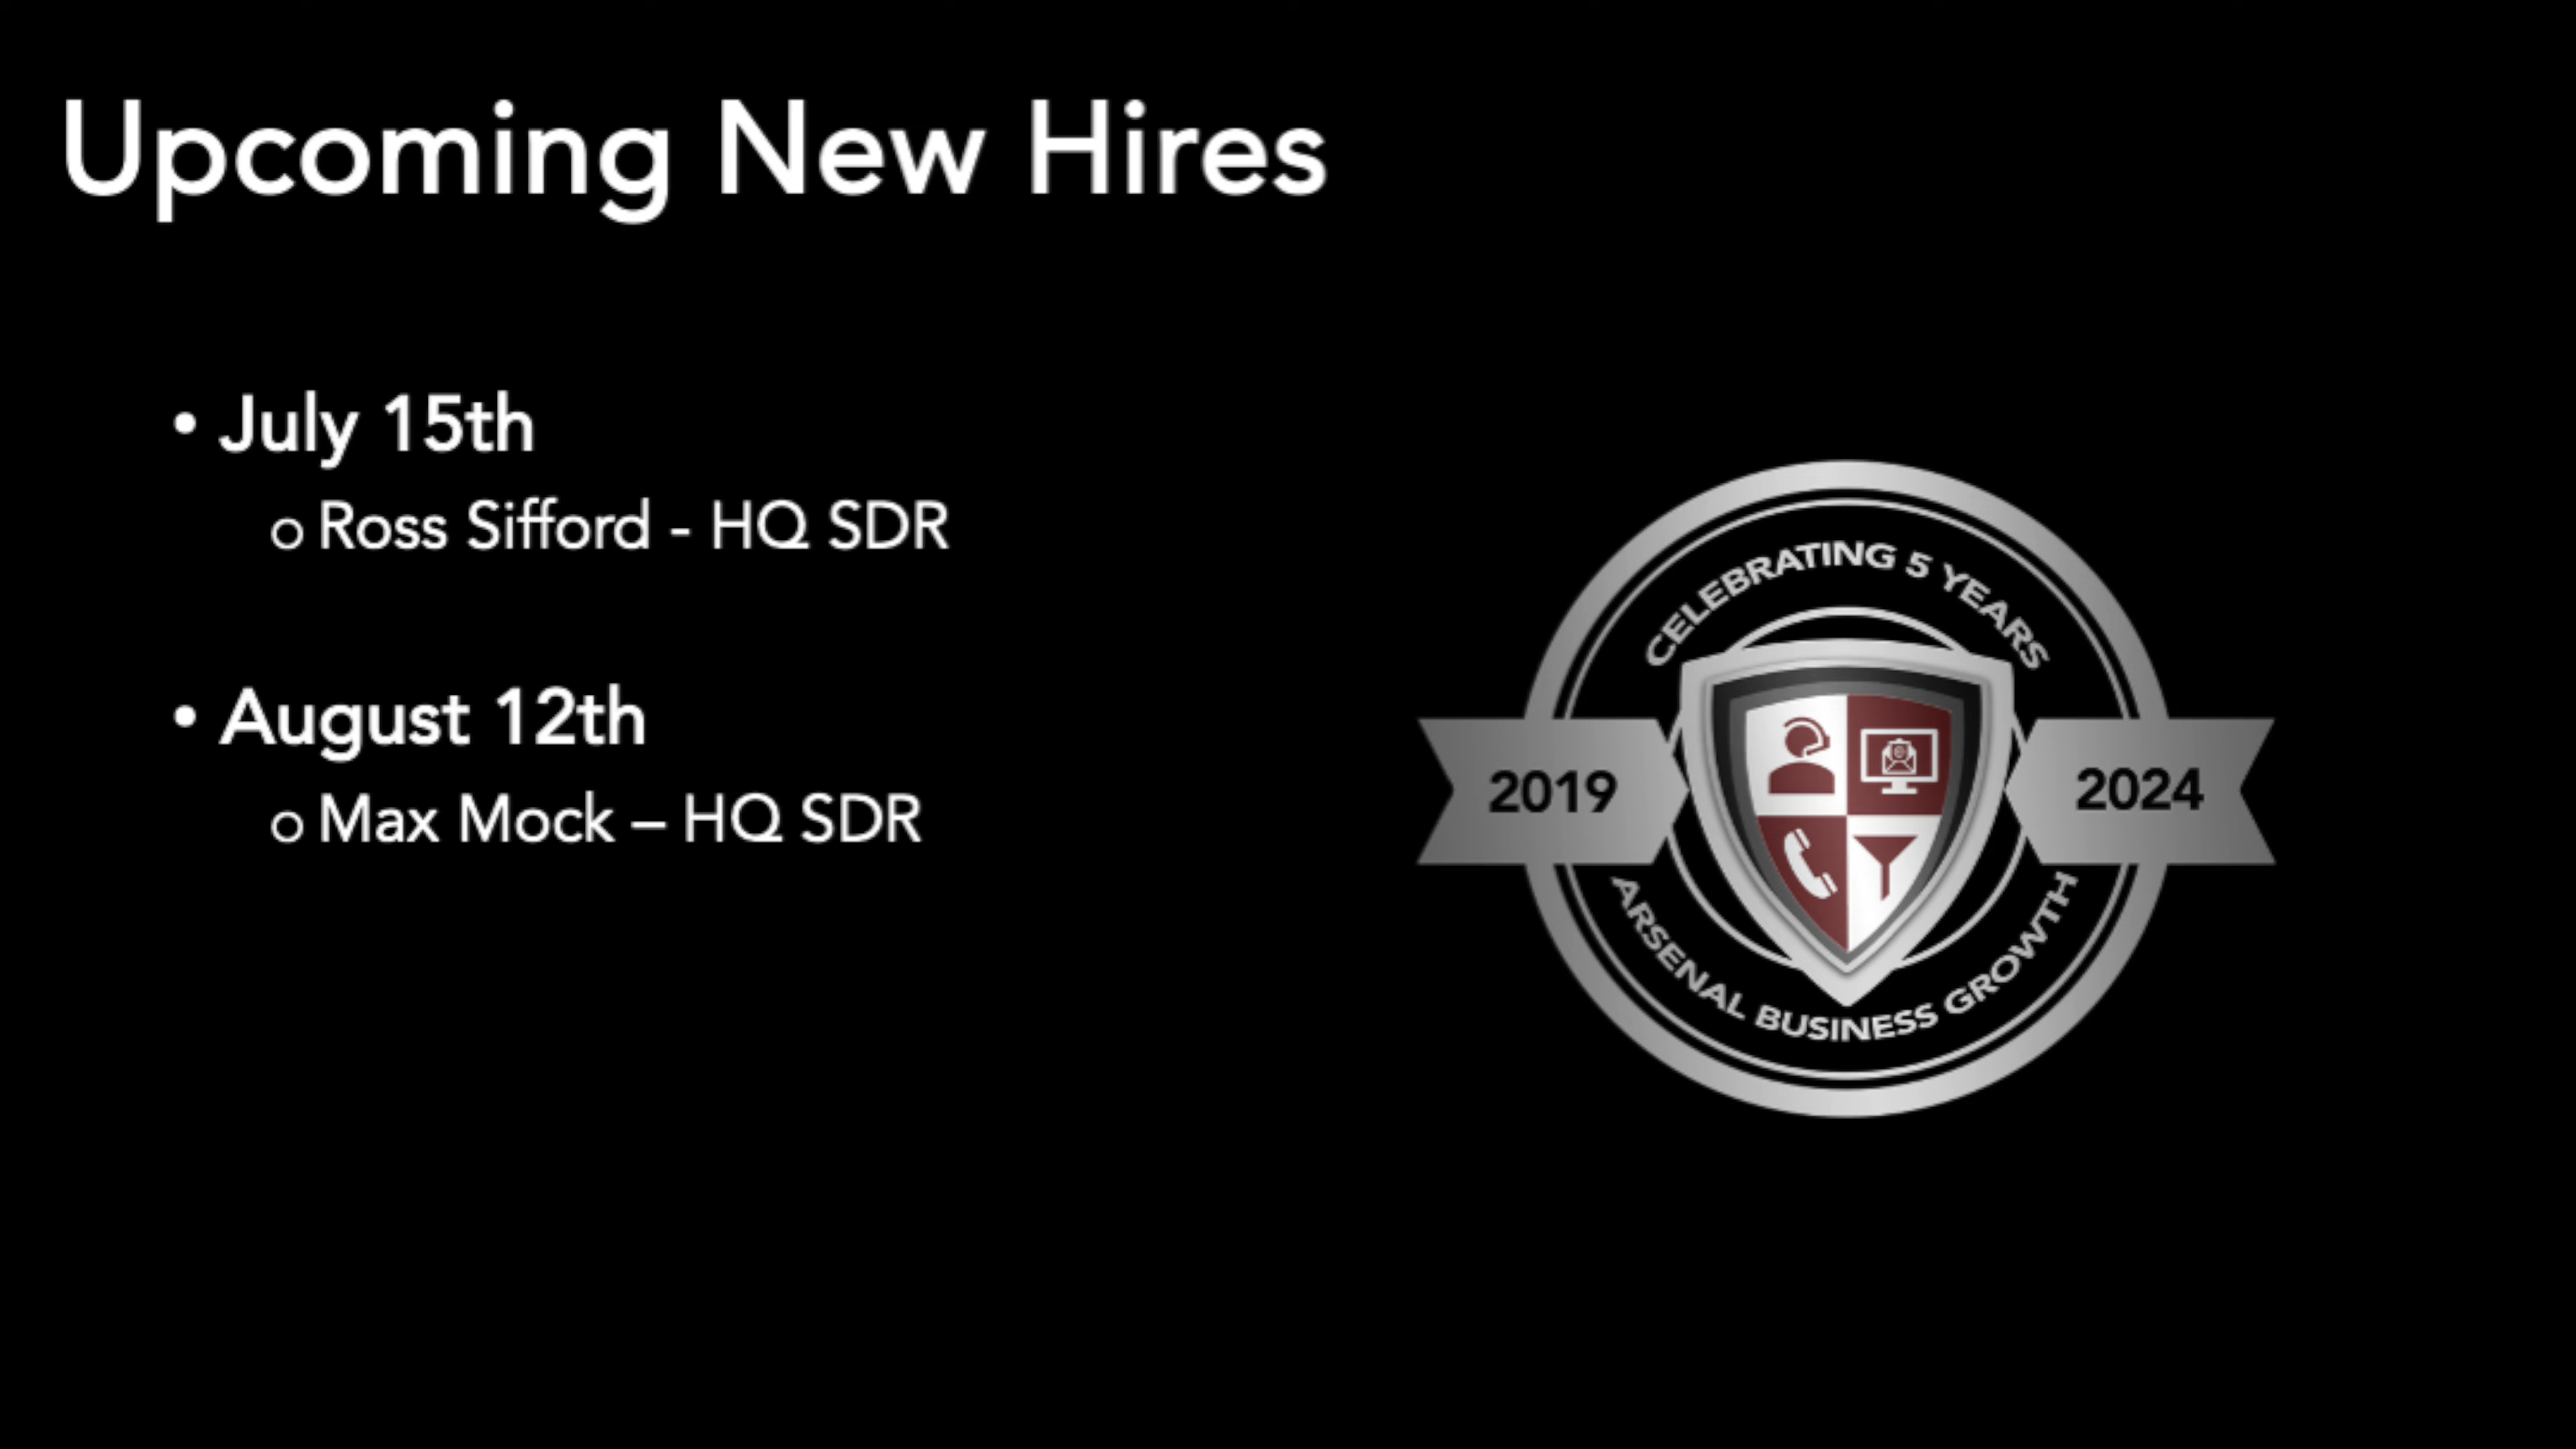 Upcoming New Hires
• July 15th
o Ross Sifford - HQ SDR
• August 12th
o Max Mock – HQ SDR
CELEBRATING 5 YEARS
2019
2024
ARSENAL BUSINESS GROWTH